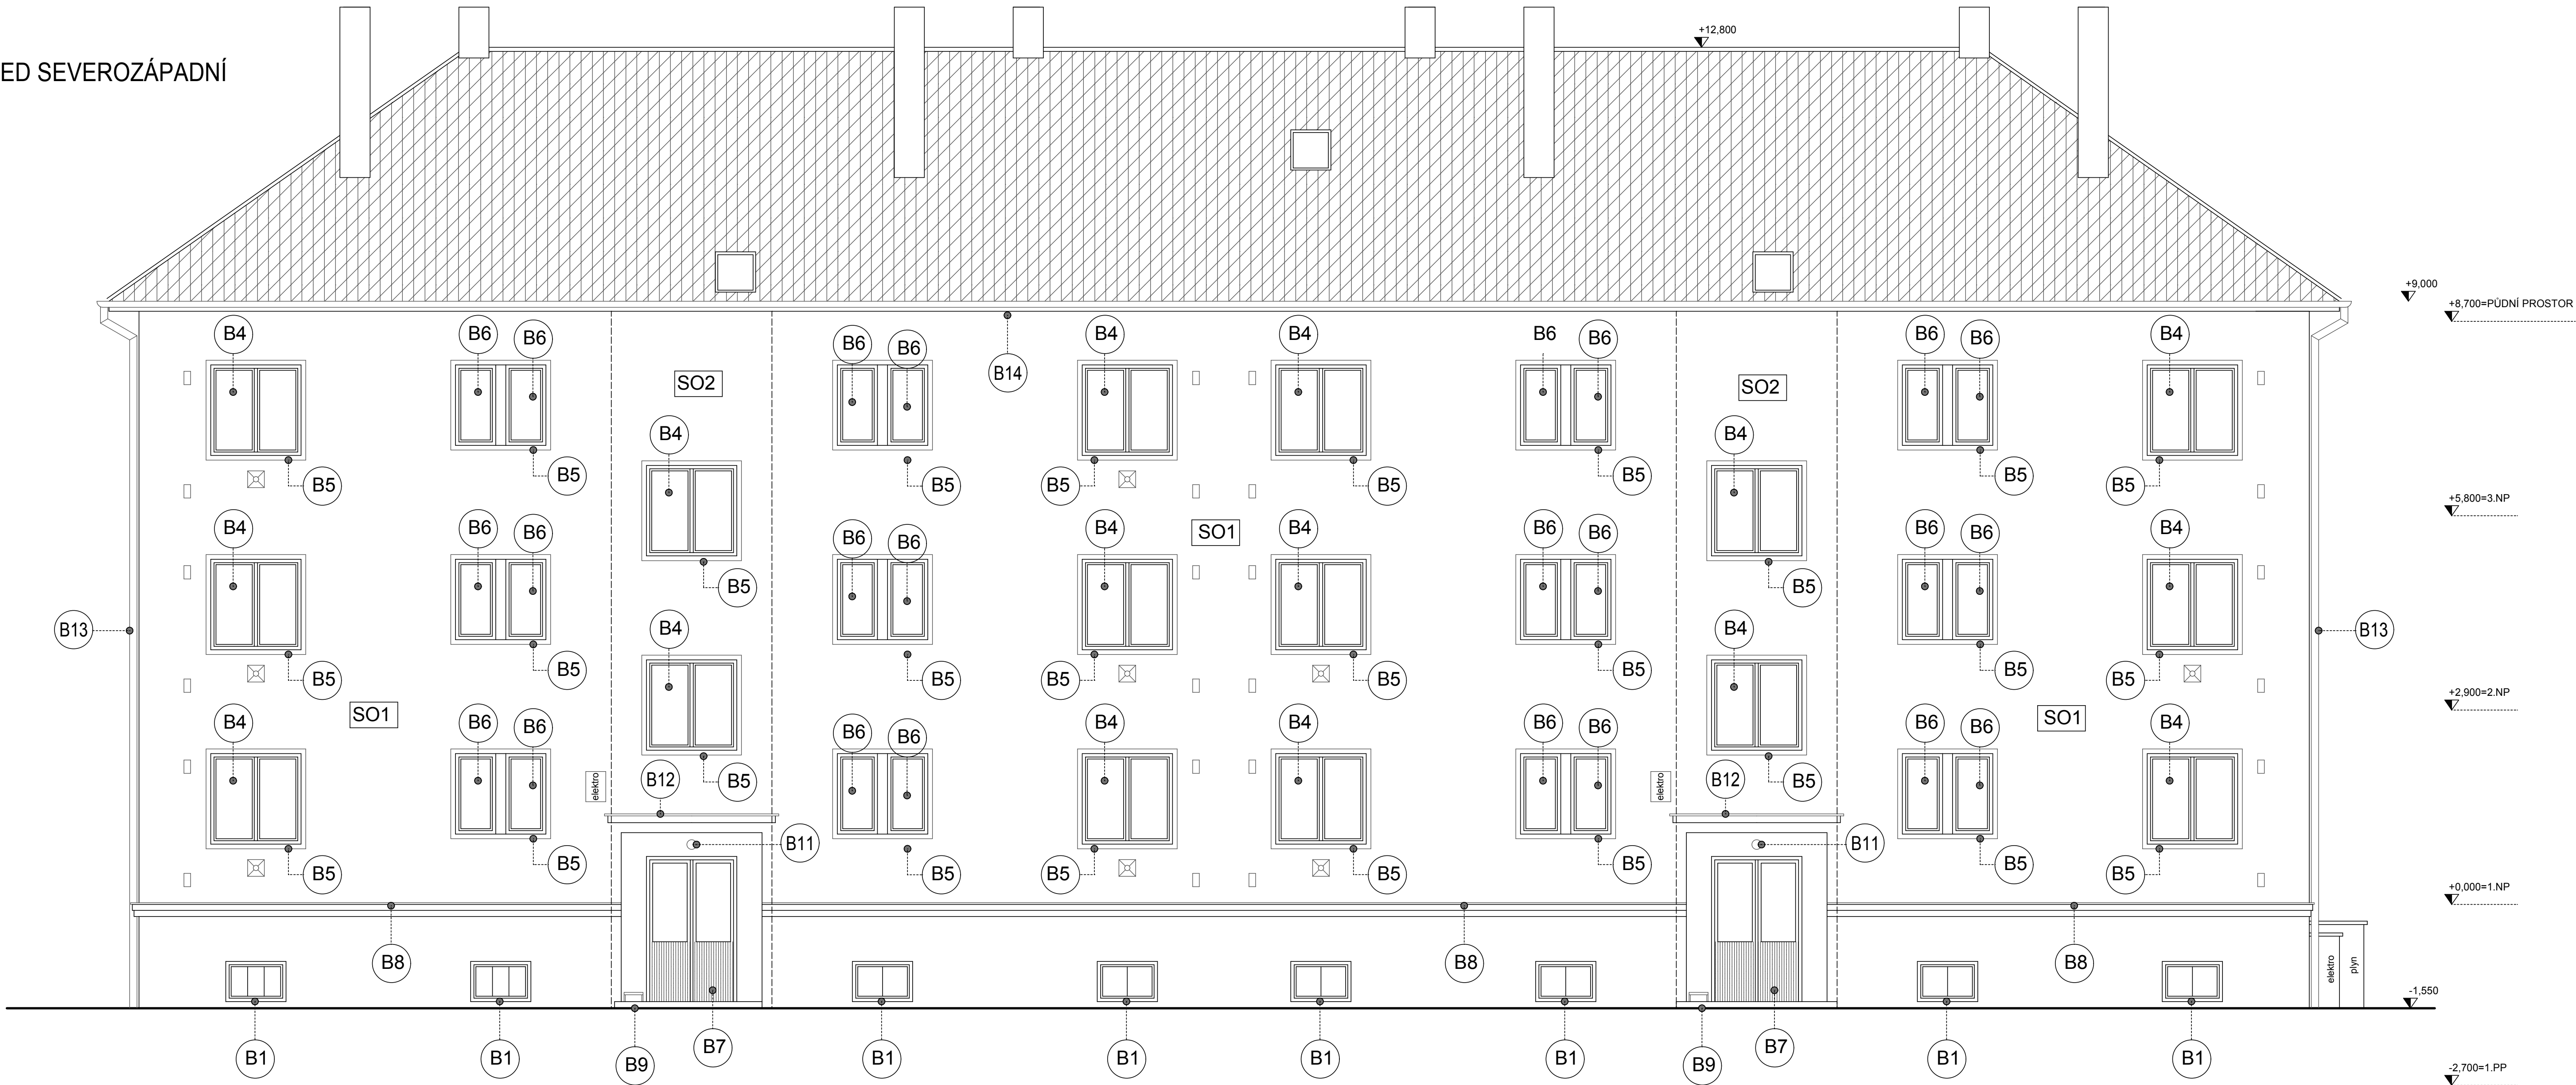 +12,800
ED SEVEROZÁPADNÍ
+9,000
+8,700=PŮDNÍ PROSTOR
B4 B6 B6 B6 B6 B4 B4 B6 B6 B6 B6 B4
B14
SO2 SO2
B4 B4
B5 B5 B5 B5 B5 B5 B5 B5
+5,800=3.NP
B4 B6 B6 B6 B6 B4 B4 B6 B6 B6 B6 B4
SO1
B5 B5
B13 B4 B4 B13
B5 B5 B5 B5 B5 B5 B5 B5
+2,900=2.NP
SO1 SO1
B4 B6 B6 B6 B6 B4 B4 B6 B6 B6 B6 B4
B12 B5 B12 B5
elektro elektro
B11 B11
B5 B5 B5 B5 B5 B5 B5 B5
+0,000=1.NP
B8 B8 B8
elektro plyn
-1,550
B1 B1 B9 B7 B1 B1 B1 B1 B9 B7 B1 B1
-2,700=1.PP